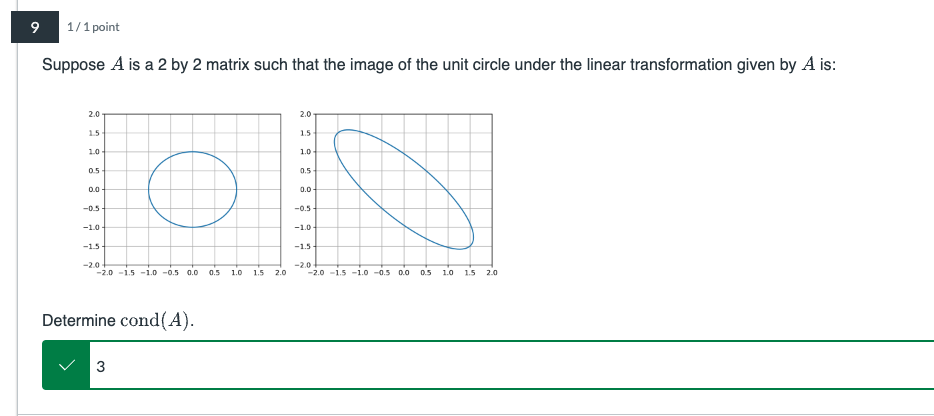 9 1 / 1 point
Suppose A is a 2 by 2 matrix such that the image of the unit circle under the linear transformation given by A is:
2.0 2.0
1.5 1.5
1.0 1.0
0.5 0.5
0.0 0.0
−0.5 −0.5
−1.0 −1.0
−1.5 −1.5
−2.0 −2.0
−2.0 −1.5 −1.0 −0.5 0.0 0.5 1.0 1.5 2.0 −2.0 −1.5 −1.0 −0.5 0.0 0.5 1.0 1.5 2.0
Determine cond(A).
3